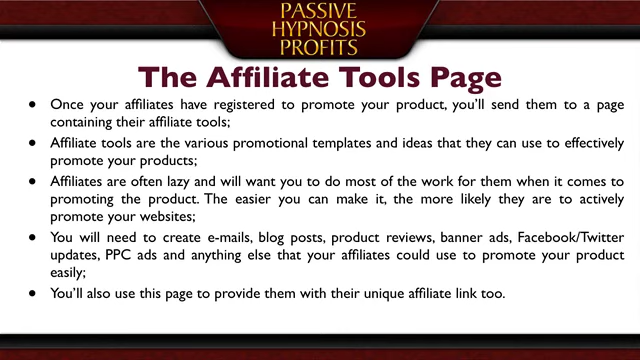 PASSIVE
HYPNOSIS
PROFITS
The Affiliate Tools Page
● Once your affiliates have registered to promote your product, you'll send them to a page
containing their affiliate tools;
● Affiliate tools are the various promotional templates and ideas that they can use to effectively
promote your products;
● Affiliates are often lazy and will want you to do most of the work for them when it comes to
promoting the product. The easier you can make it, the more likely they are to actively
promote your websites;
● You will need to create e-mails, blog posts, product reviews, banner ads, Facebook/Twitter
updates, PPC ads and anything else that your affiliates could use to promote your product
easily;
● You'll also use this page to provide them with their unique affiliate link too.